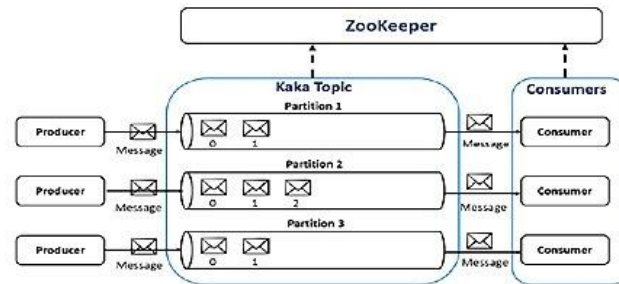 ZooKeeper
Kaka Topic
Consumers
Partition 1
Producer
Message
0 1
Message
Consumer
Partition 2
Producer
Message
0 1 2
Message
Consumer
Partition 3
Producer
Message
0 1
Message
Consumer